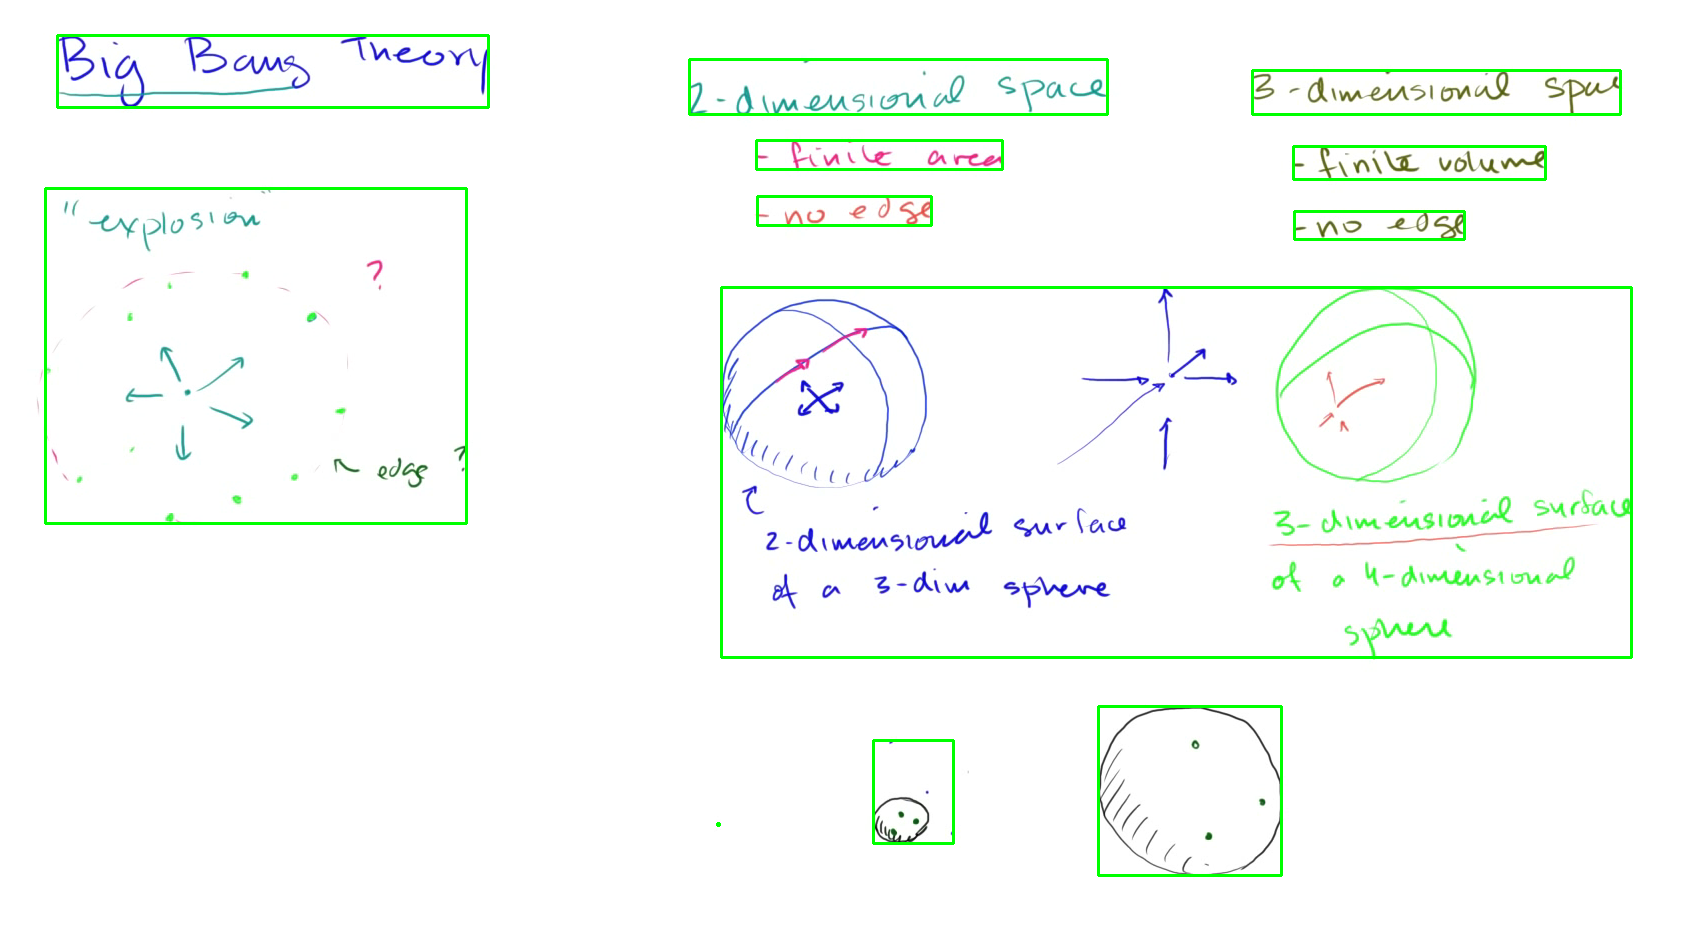 Big Bang Theory
"explosion"
?
edge ?
2-dimensional space
- finite area
- no edge
3-dimensional space
- finite volume
- no edge
2-dimensional surface
of a 3-dim sphere
3-dimensional surface
of a 4-dimensional
sphere